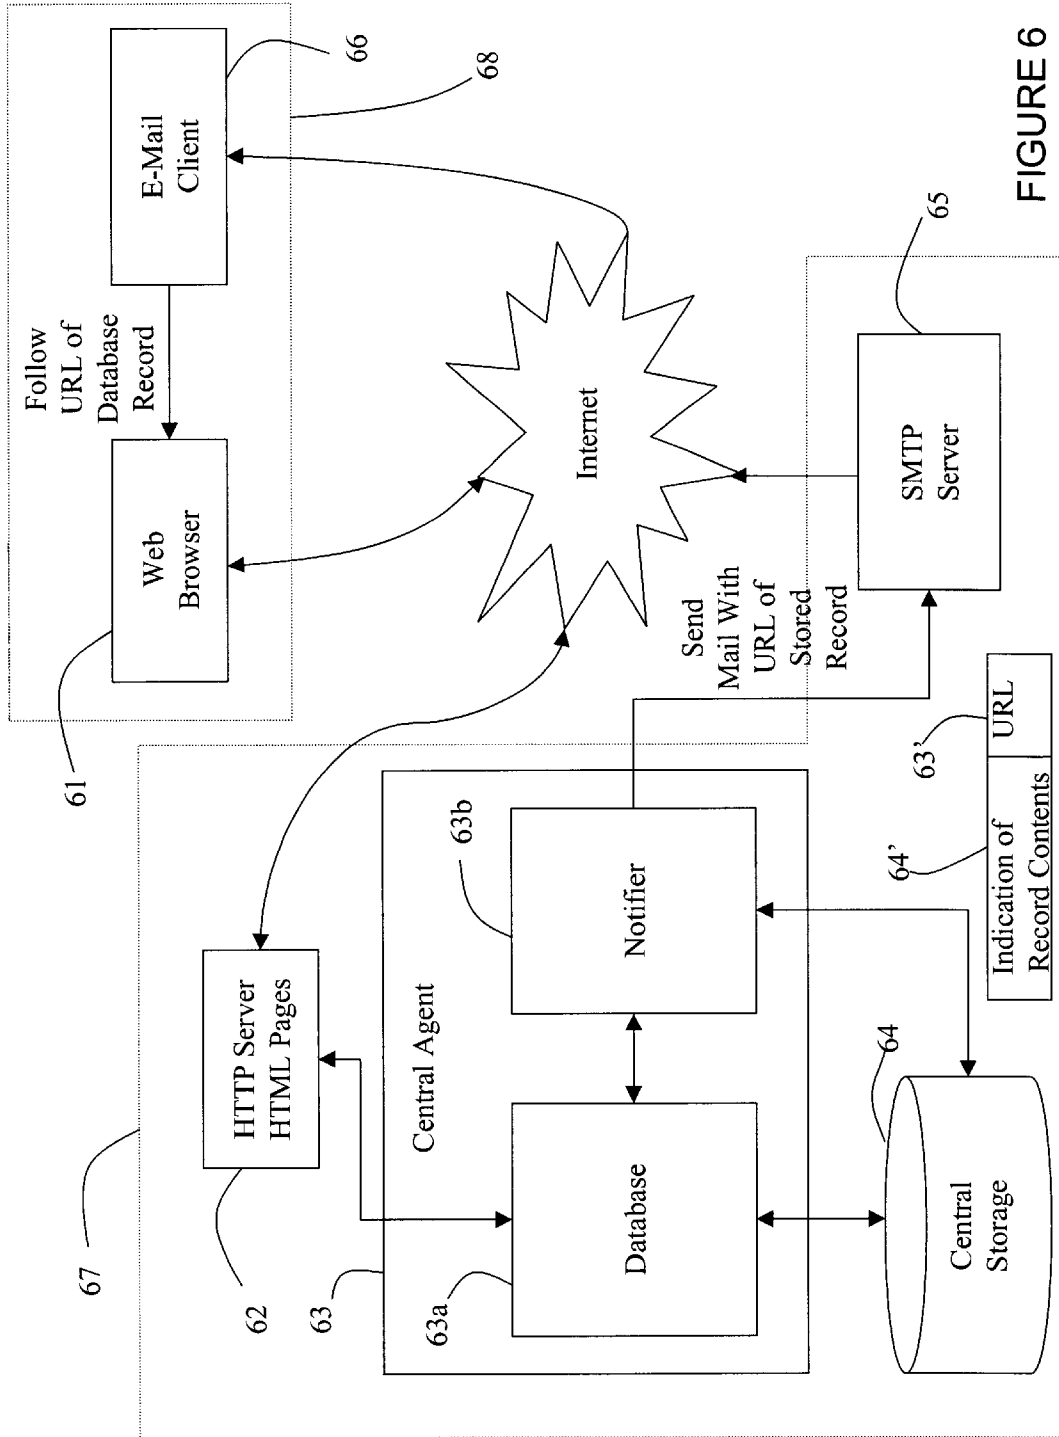 67
62
HTTP Server
HTML Pages
63
Central Agent
63a
Database
63b
Notifier
64
Central
Storage
64'
Indication of
Record Contents
63'
URL
Send
Mail With
URL of
Stored
Record
65
SMTP
Server
Internet
61
Web
Browser
Follow
URL of
Database
Record
E-Mail
Client
66
68
FIGURE 6